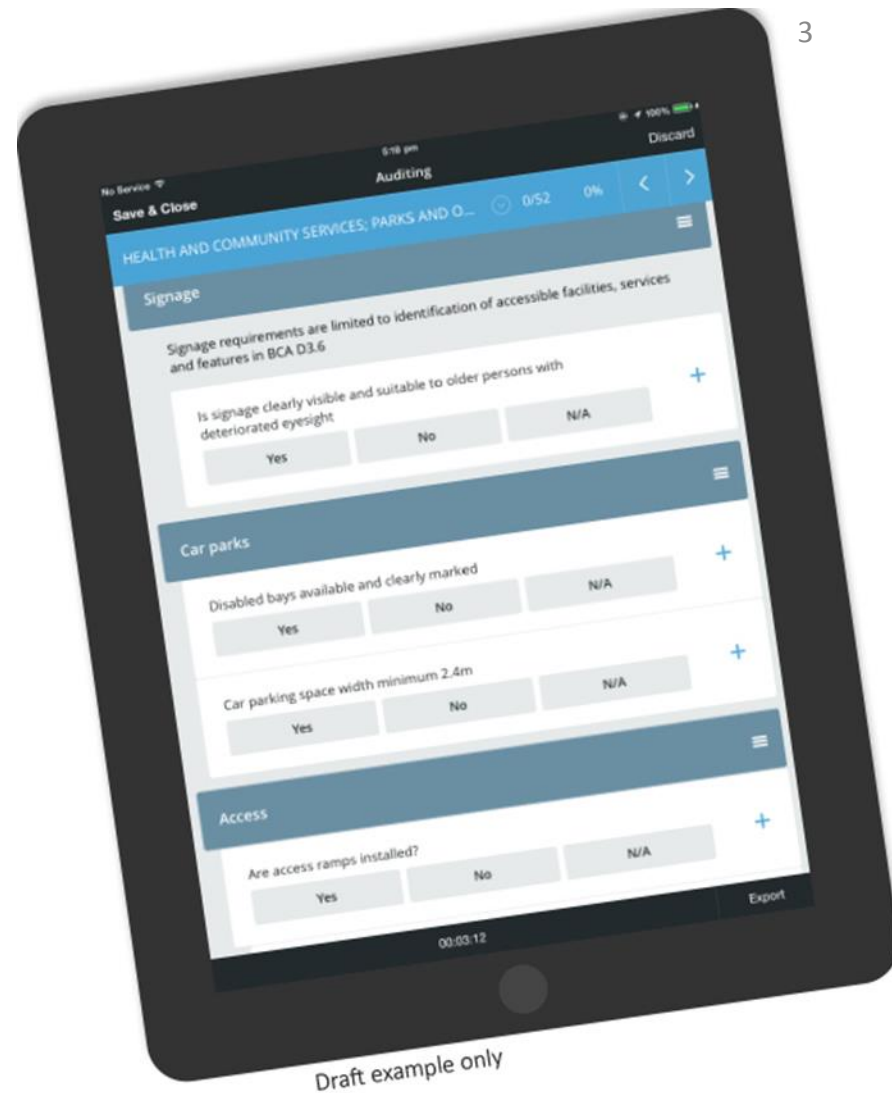 3
No Service
5:18 pm
100%
Save & Close
Auditing
Discard
HEALTH AND COMMUNITY SERVICES; PARKS AND O...
0/52
0%
Signage
Signage requirements are limited to identification of accessible facilities, services
and features in BCA D3.6
Is signage clearly visible and suitable to older persons with
deteriorated eyesight
Yes
No
N/A
Car parks
Disabled bays available and clearly marked
Yes
No
N/A
Car parking space width minimum 2.4m
Yes
No
N/A
Access
Are access ramps installed?
Yes
No
N/A
00:03:12
Export
Draft example only